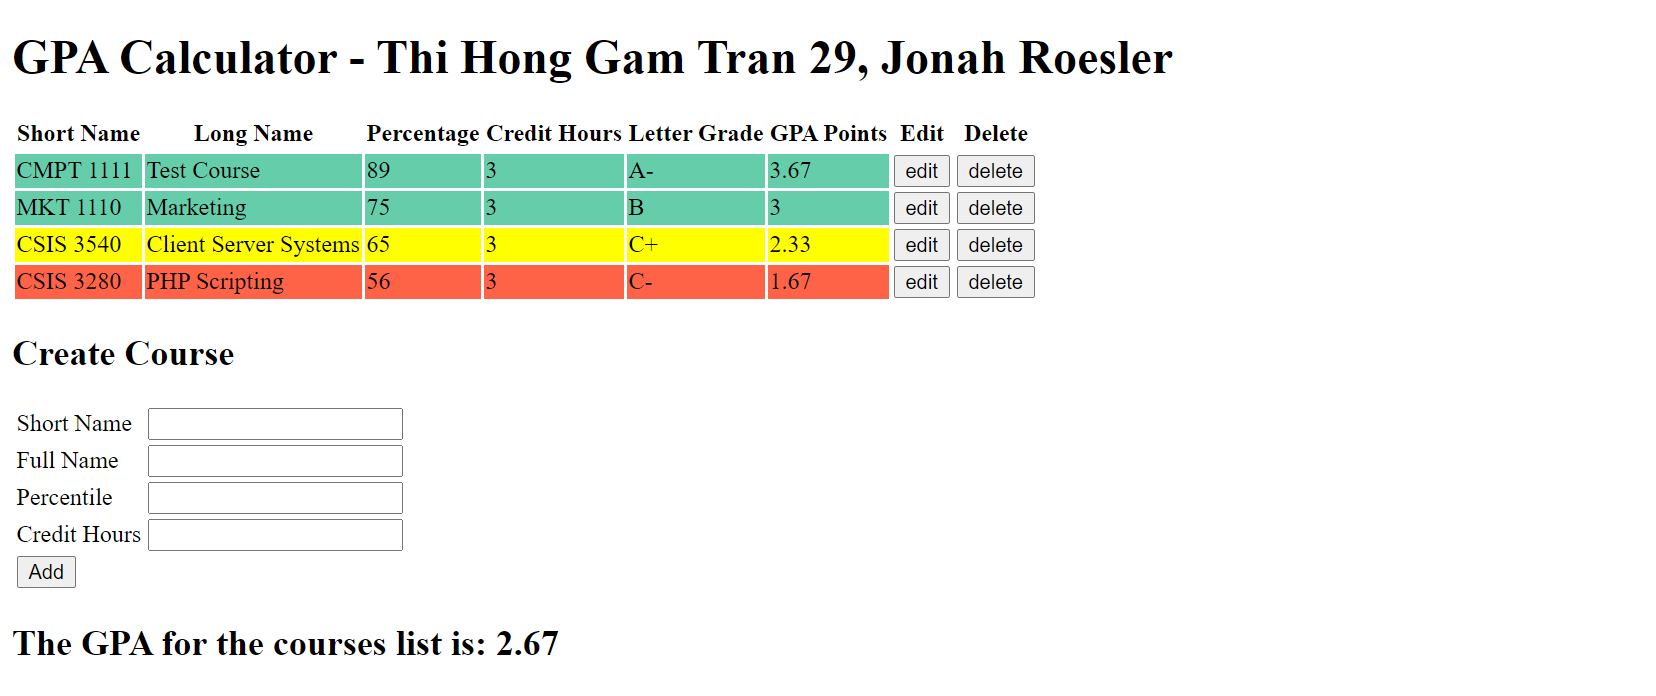 GPA Calculator - Thi Hong Gam Tran 29, Jonah Roesler
Short Name Long Name Percentage Credit Hours Letter Grade GPA Points Edit Delete
CMPT 1111 Test Course 89 3 A- 3.67 edit delete
MKT 1110 Marketing 75 3 B 3 edit delete
CSIS 3540 Client Server Systems 65 3 C+ 2.33 edit delete
CSIS 3280 PHP Scripting 56 3 C- 1.67 edit delete
Create Course
Short Name
Full Name
Percentile
Credit Hours
Add
The GPA for the courses list is: 2.67